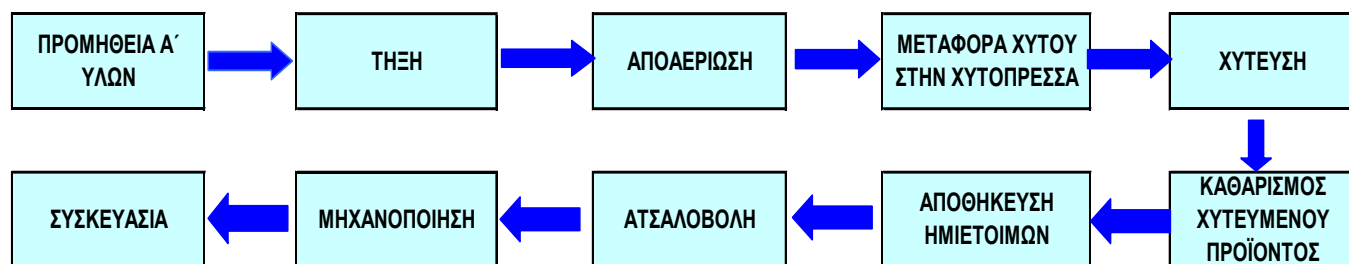 ΠΡΟΜΗΘΕΙΑ Α΄
ΥΛΩΝ
ΤΗΞΗ
ΑΠΟΑΕΡΙΩΣΗ
ΜΕΤΑΦΟΡΑ ΧΥΤΟΥ
ΣΤΗΝ ΧΥΤΟΠΡΕΣΣΑ
ΧΥΤΕΥΣΗ
ΚΑΘΑΡΙΣΜΟΣ
ΧΥΤΕΥΜΕΝΟΥ
ΠΡΟΪΟΝΤΟΣ
ΑΠΟΘΗΚΕΥΣΗ
ΗΜΙΕΤΟΙΜΩΝ
ΑΤΣΑΛΟΒΟΛΗ
ΜΗΧΑΝΟΠΟΙΗΣΗ
ΣΥΣΚΕΥΑΣΙΑ